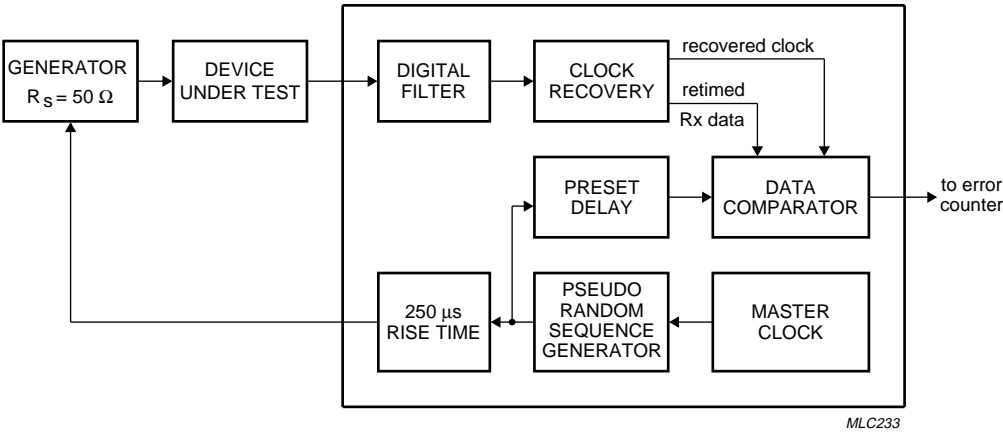 GENERATOR
RS = 50 Ω
DEVICE
UNDER TEST
DIGITAL
FILTER
CLOCK
RECOVERY
recovered clock
retimed
Rx data
PRESET
DELAY
DATA
COMPARATOR
to error
counter
250 μs
RISE TIME
PSEUDO
RANDOM
SEQUENCE
GENERATOR
MASTER
CLOCK
MLC233